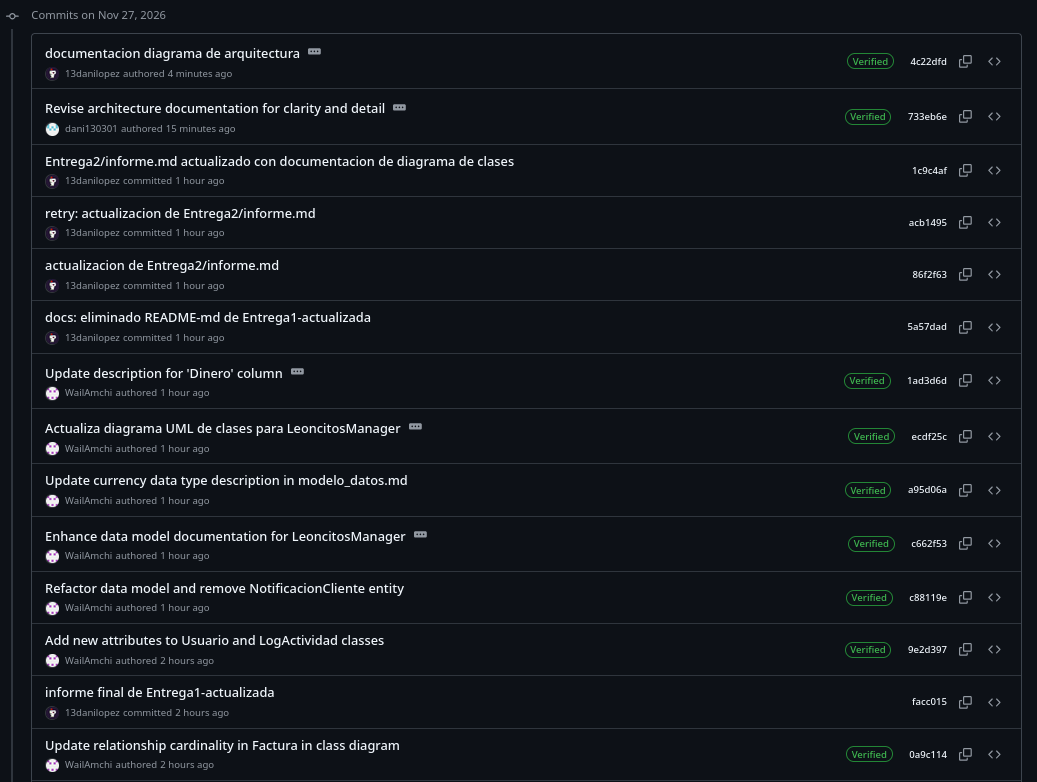 Commits on Nov 27, 2026
documentacion diagrama de arquitectura
13danilopez authored 4 minutes ago
Verified
4c22dfd
Revise architecture documentation for clarity and detail
dani130301 authored 15 minutes ago
Verified
733eb6e
Entrega2/informe.md actualizado con documentacion de diagrama de clases
13danilopez committed 1 hour ago
1c9c4af
retry: actualizacion de Entrega2/informe.md
13danilopez committed 1 hour ago
acb1495
actualizacion de Entrega2/informe.md
13danilopez committed 1 hour ago
86f2f63
docs: eliminado README-md de Entrega1-actualizada
13danilopez committed 1 hour ago
5a57dad
Update description for 'Dinero' column
WailAmchi authored 1 hour ago
Verified
1ad3d6d
Actualiza diagrama UML de clases para LeoncitosManager
WailAmchi authored 1 hour ago
Verified
ecdf25c
Update currency data type description in modelo_datos.md
WailAmchi authored 1 hour ago
Verified
a95d06a
Enhance data model documentation for LeoncitosManager
WailAmchi authored 1 hour ago
Verified
c662f53
Refactor data model and remove NotificacionCliente entity
WailAmchi authored 1 hour ago
Verified
c88119e
Add new attributes to Usuario and LogActividad classes
WailAmchi authored 2 hours ago
Verified
9e2d397
informe final de Entrega1-actualizada
13danilopez committed 2 hours ago
facc015
Update relationship cardinality in Factura in class diagram
WailAmchi authored 2 hours ago
Verified
0a9c114